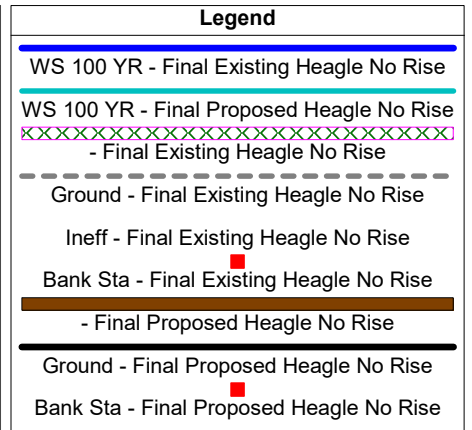 Legend
WS 100 YR - Final Existing Heagle No Rise
WS 100 YR - Final Proposed Heagle No Rise
- Final Existing Heagle No Rise
Ground - Final Existing Heagle No Rise
Ineff - Final Existing Heagle No Rise
Bank Sta - Final Existing Heagle No Rise
- Final Proposed Heagle No Rise
Ground - Final Proposed Heagle No Rise
Bank Sta - Final Proposed Heagle No Rise